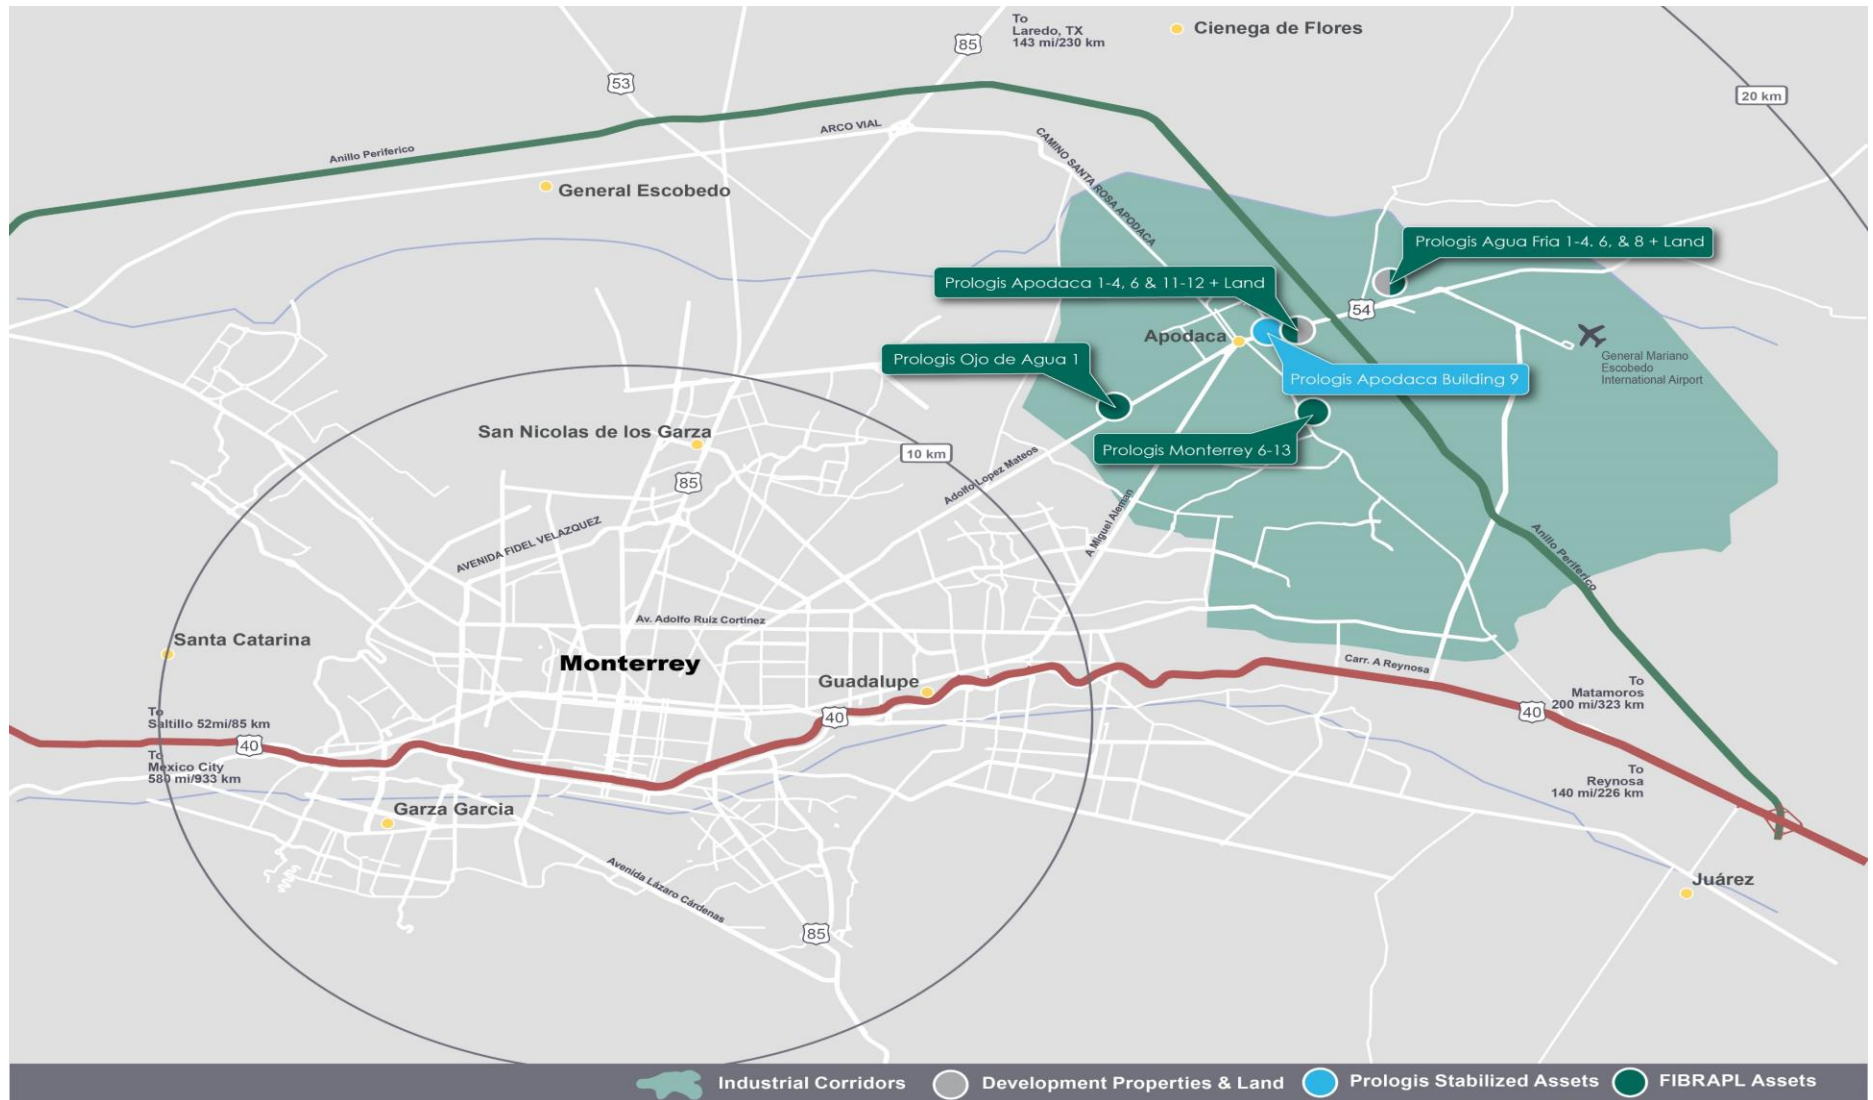 To
Laredo, TX
143 mi/230 km
85
Cienega de Flores
53
20 km
ARCO VIAL
Anillo Periferico
CAMINO SANTA ROSA APODACA
General Escobedo
Prologis Agua Fria 1-4. 6, & 8 + Land
Prologis Apodaca 1-4, 6 & 11-12 + Land
54
Apodaca
General Mariano
Escobedo
International Airport
Prologis Ojo de Agua 1
Prologis Apodaca Building 9
San Nicolas de los Garza
10 km
Prologis Monterrey 6-13
Adolfo Lopez Mateos
85
A Miguel Aleman
AVENIDA FIDEL VELAZQUEZ
Anillo Periferico
Av. Adolfo Ruiz Cortinez
Santa Catarina
Monterrey
Carr. A Reynosa
Guadalupe
To
Matamoros
200 mi/323 km
40
40
To
Saltillo 52mi/85 km
40
To
Mexico City
580 mi/933 km
To
Reynosa
140 mi/226 km
Garza Garcia
Avenida Lázaro Cárdenas
Juárez
85
Industrial Corridors
Development Properties & Land
Prologis Stabilized Assets
FIBRAPL Assets